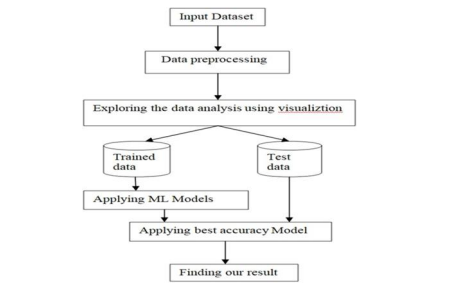 Input Dataset
Data preprocessing
Exploring the data analysis using visualiztion
Trained
data
Test
data
Applying ML Models
Applying best accuracy Model
Finding our result